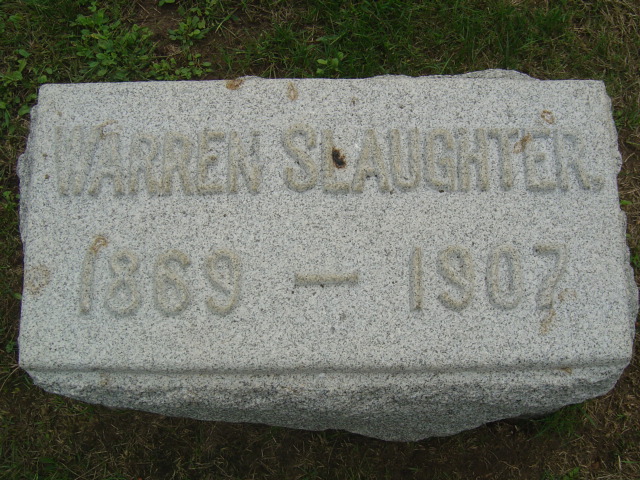 WARREN SLAUGHTER.
1869 — 1907